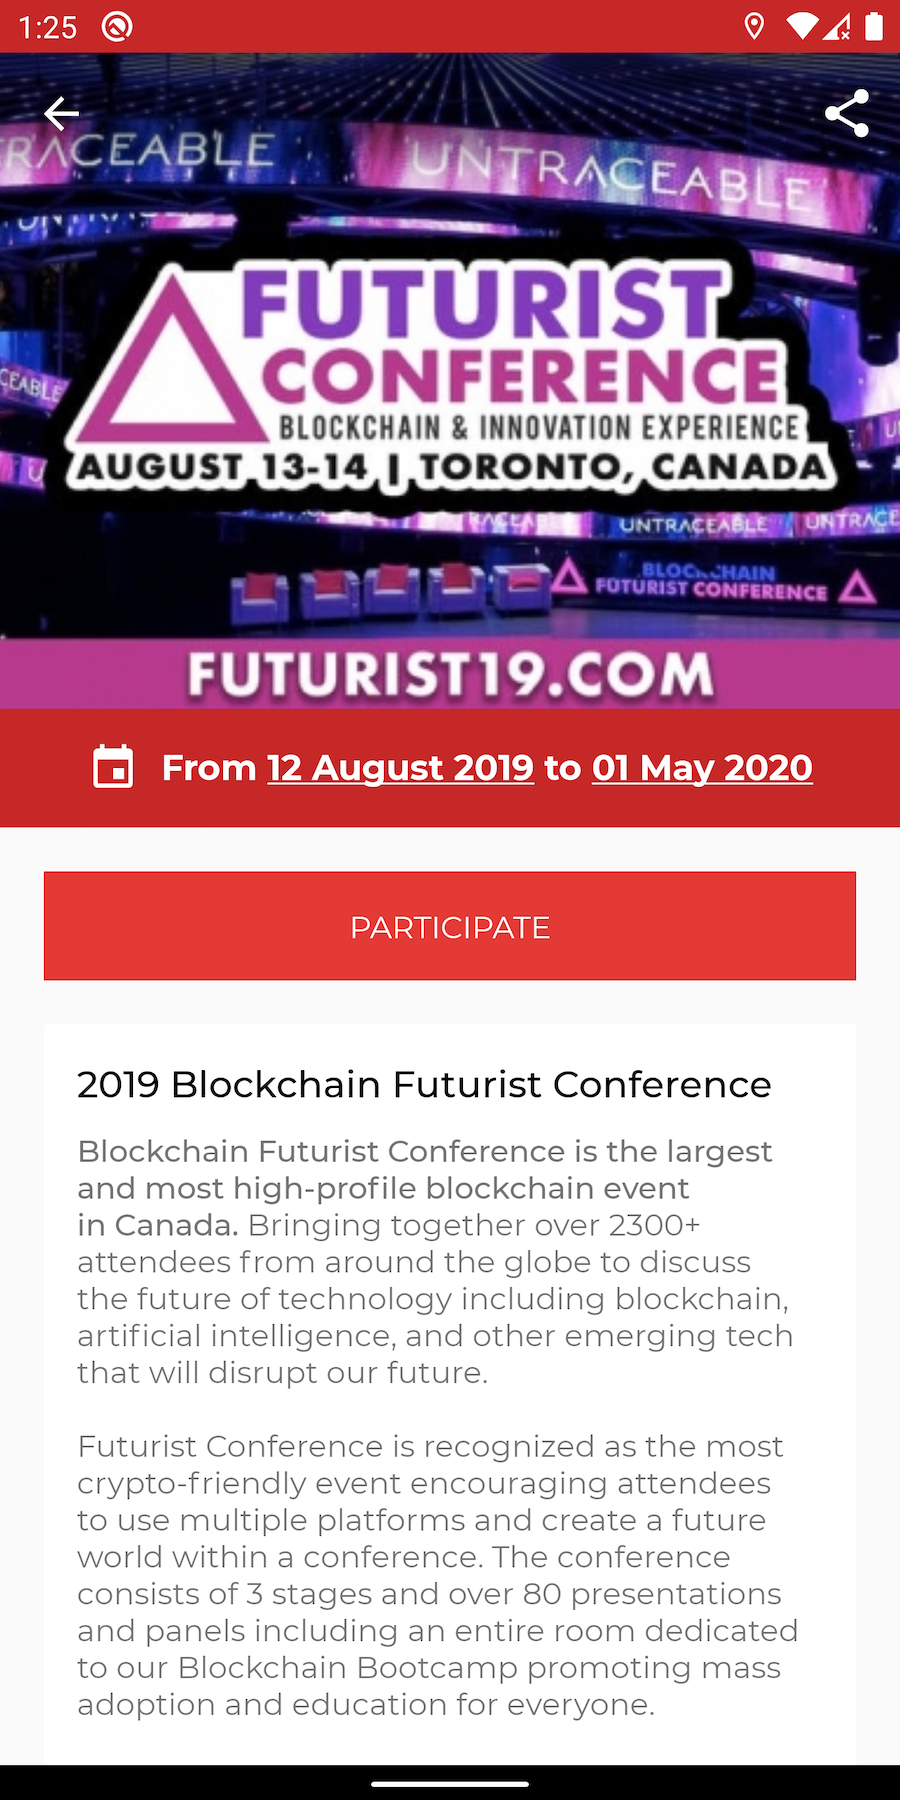 1:25
RACEABLE
UNTRACEABLE
FUTURIST
CONFERENCE
BLOCKCHAIN & INNOVATION EXPERIENCE
AUGUST 13-14 | TORONTO, CANADA
CEABLE
UNTRACEABLE
UNTRACE
BLOCKCHAIN
FUTURIST CONFERENCE
FUTURIST19.COM
From 12 August 2019 to 01 May 2020
PARTICIPATE
2019 Blockchain Futurist Conference
Blockchain Futurist Conference is the largest
and most high-profile blockchain event
in Canada. Bringing together over 2300+
attendees from around the globe to discuss
the future of technology including blockchain,
artificial intelligence, and other emerging tech
that will disrupt our future.
Futurist Conference is recognized as the most
crypto-friendly event encouraging attendees
to use multiple platforms and create a future
world within a conference. The conference
consists of 3 stages and over 80 presentations
and panels including an entire room dedicated
to our Blockchain Bootcamp promoting mass
adoption and education for everyone.